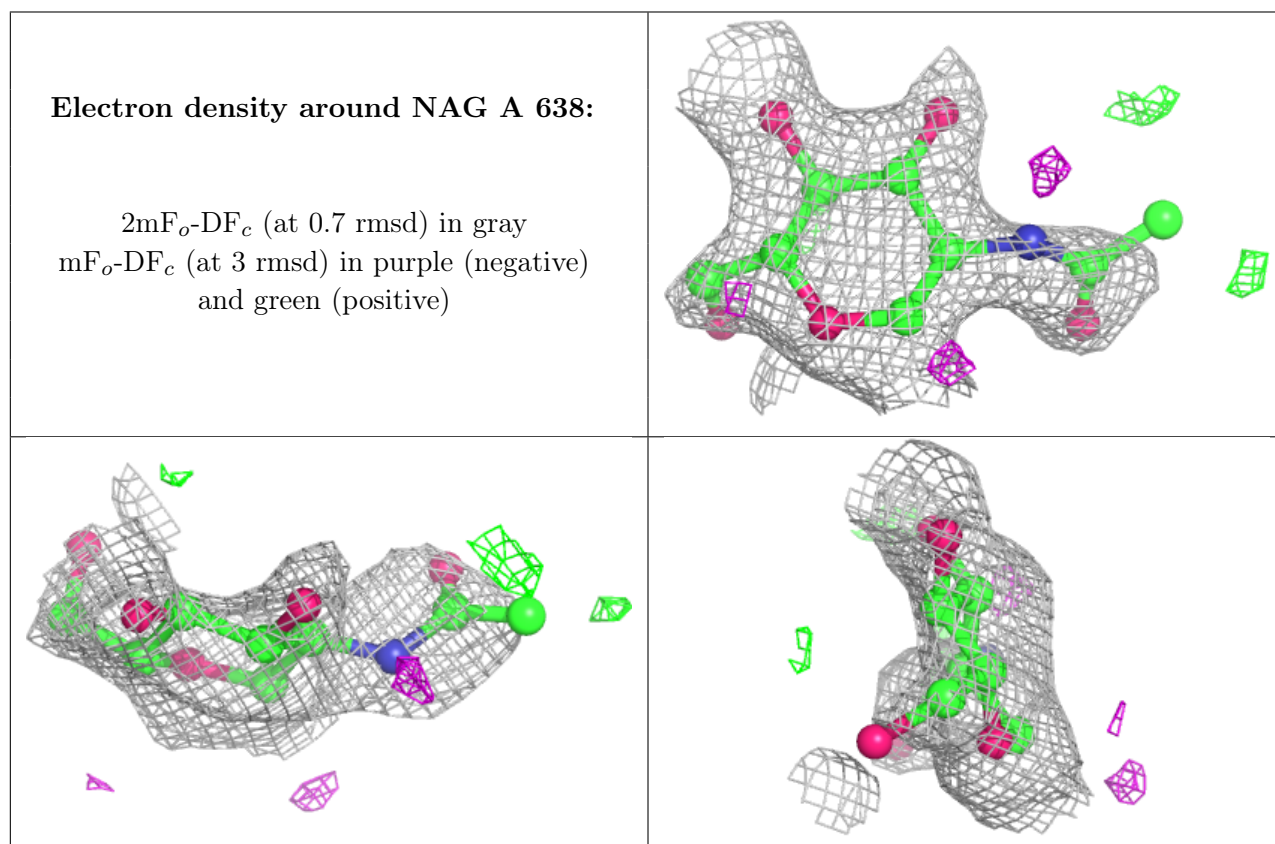 Electron density around NAG A 638:
2mFo-DFc (at 0.7 rmsd) in gray
mFo-DFc (at 3 rmsd) in purple (negative)
and green (positive)